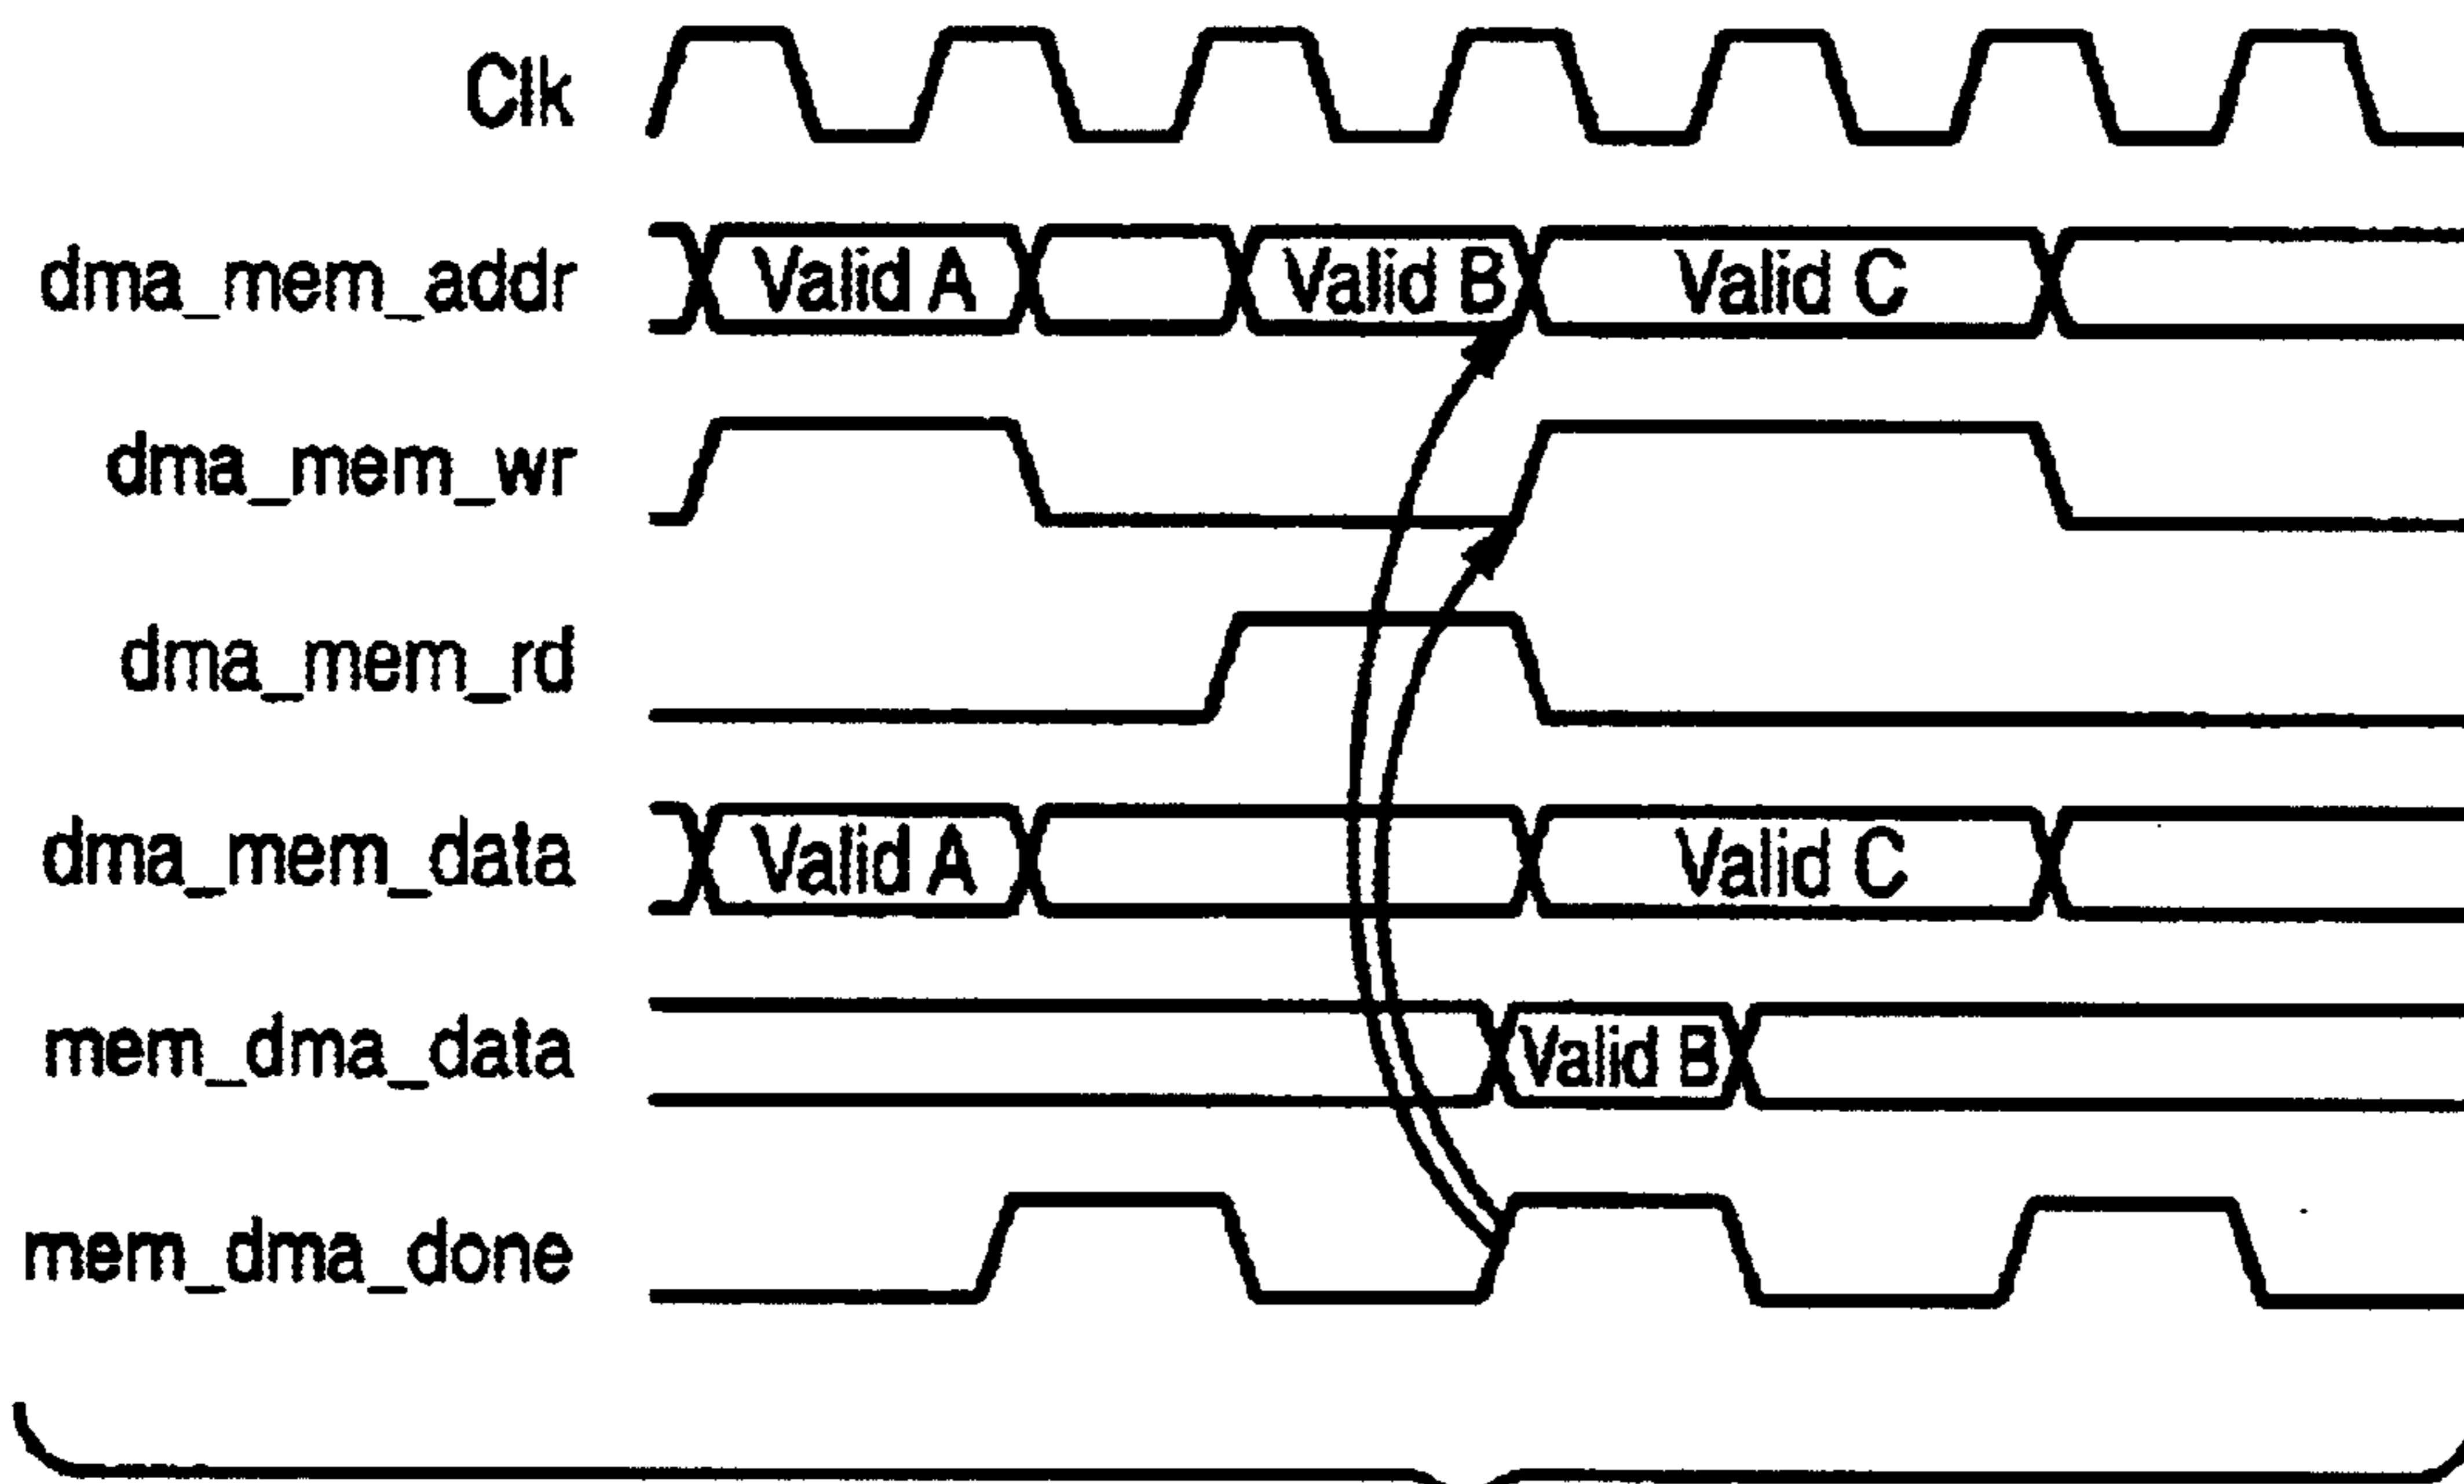 Clk
dma_mem_addr Valid A Valid B Valid C
dma_mem_wr
dma_mem_rd
dma_mem_data Valid A Valid C
mem_dma_data Valid B
mem_dma_done